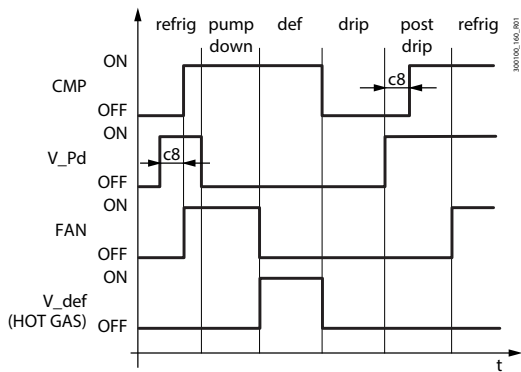 refrig pump down def drip post drip refrig
CMP ON OFF c8
V_Pd ON OFF c8
FAN ON OFF
V_def (HOT GAS) ON OFF
t
300100_160_R01